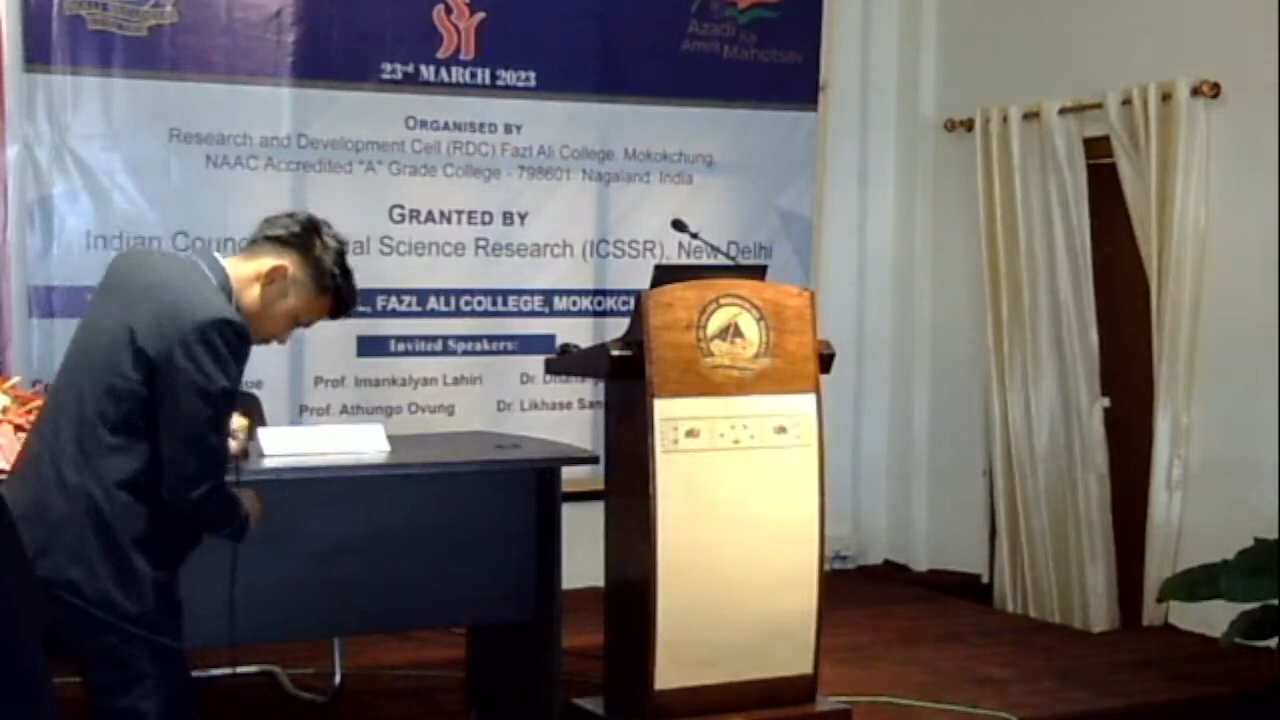 Azadi Ka
Amrit Mahotsav
23rd MARCH 2023
ORGANISED BY
Research and Development Cell (RDC) Fazl Ali College, Mokokchung,
NAAC Accredited "A" Grade College - 798601, Nagaland, India
GRANTED BY
Indian Science Research (ICSSR), New Delhi
FAZL ALI COLLEGE,
Invited Speakers:
Prof. Imankalyan Lahiri Dr.
Prof. Athungo Ovung Dr. Likhase